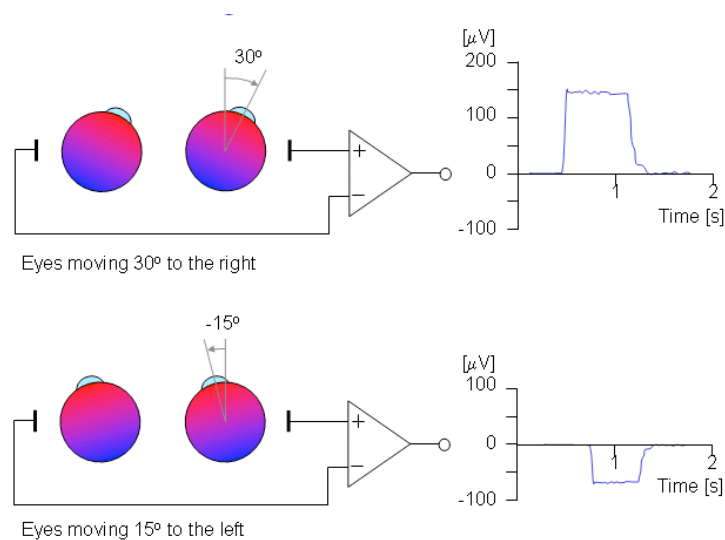 30º
[μV]
200
100
0
-100
1
2
Time [s]
+
−
Eyes moving 30º to the right
-15º
[μV]
100
0
-100
1
2
Time [s]
+
−
Eyes moving 15º to the left